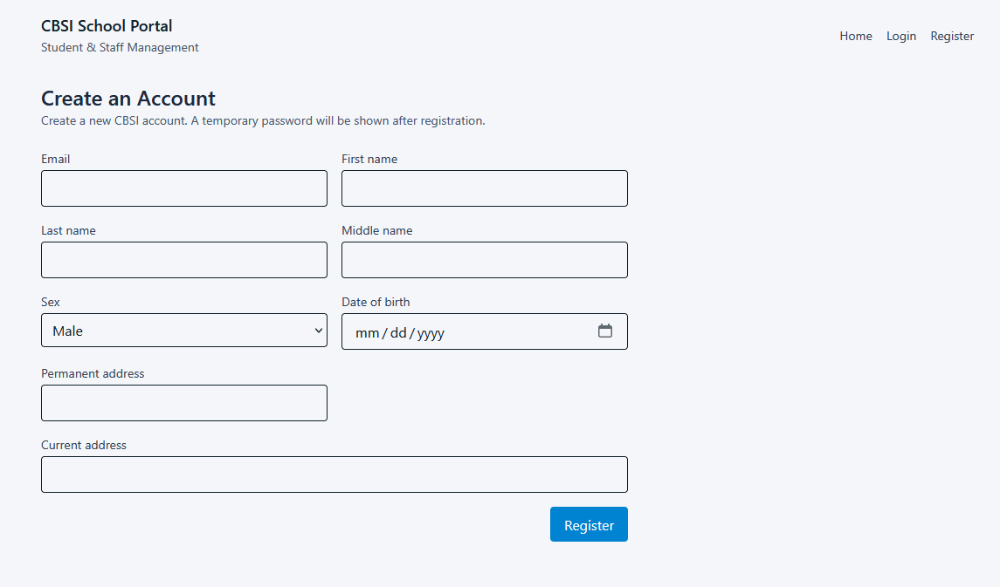 CBSI School Portal
Student & Staff Management
Home Login Register
Create an Account
Create a new CBSI account. A temporary password will be shown after registration.
Email First name
Last name Middle name
Sex Date of birth
Male mm/dd/yyyy
Permanent address
Current address
Register